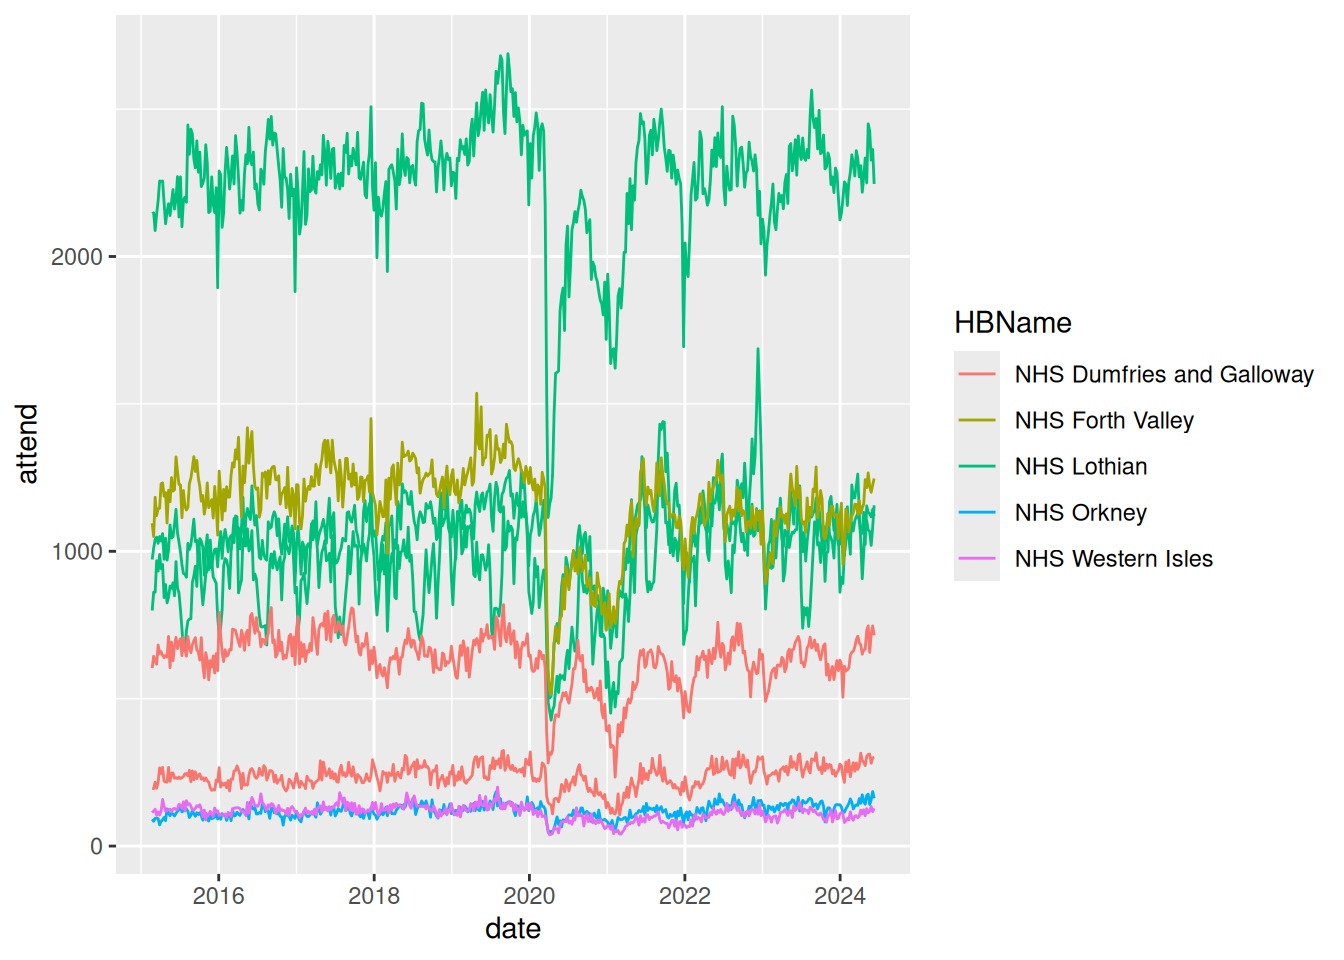 2000
1000
0
attend
2016
2018
2020
2022
2024
date
HBName
NHS Dumfries and Galloway
NHS Forth Valley
NHS Lothian
NHS Orkney
NHS Western Isles